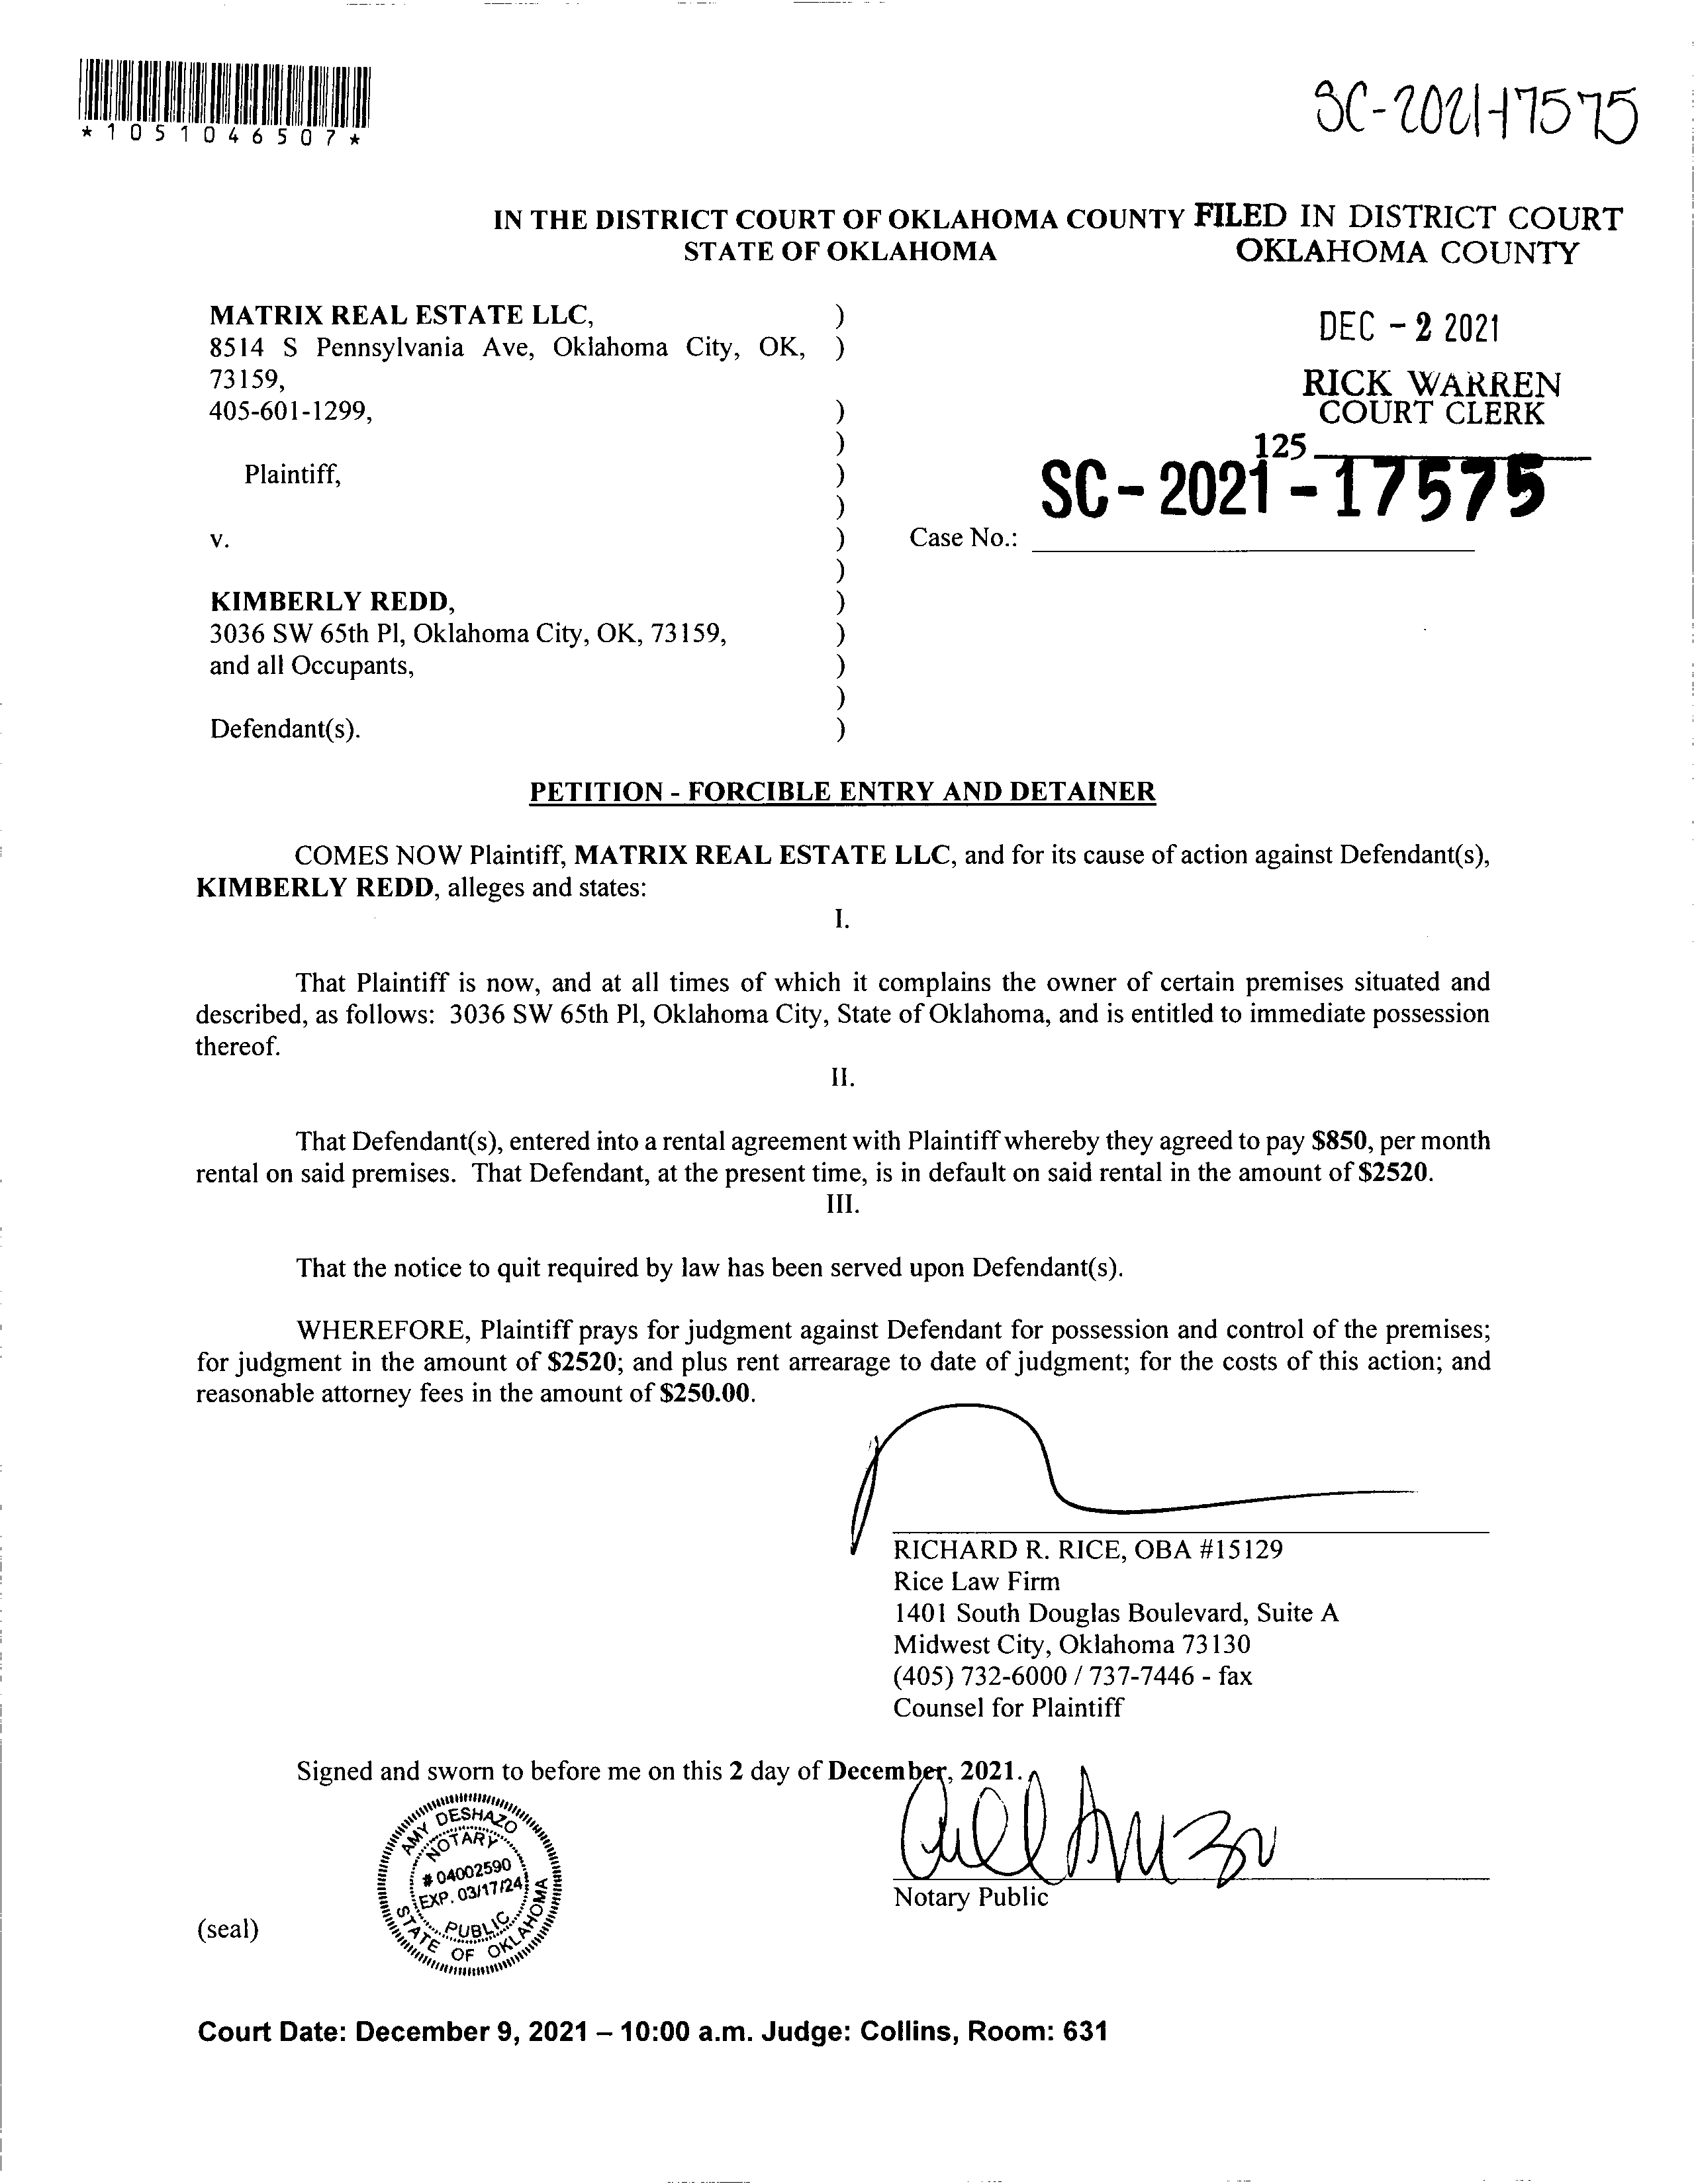 *1051046507*
SC-2021-17575
IN THE DISTRICT COURT OF OKLAHOMA COUNTY
STATE OF OKLAHOMA
FILED IN DISTRICT COURT
OKLAHOMA COUNTY
DEC - 2 2021
RICK WARREN
COURT CLERK
125
SC-2021-17575
MATRIX REAL ESTATE LLC, )
8514 S Pennsylvania Ave, Oklahoma City, OK, )
73159,
405-601-1299, )
)
Plaintiff, )
)
v. ) Case No.:
)
KIMBERLY REDD, )
3036 SW 65th Pl, Oklahoma City, OK, 73159, )
and all Occupants, )
)
Defendant(s). )
PETITION - FORCIBLE ENTRY AND DETAINER
COMES NOW Plaintiff, MATRIX REAL ESTATE LLC, and for its cause of action against Defendant(s),
KIMBERLY REDD, alleges and states:
I.
That Plaintiff is now, and at all times of which it complains the owner of certain premises situated and
described, as follows: 3036 SW 65th Pl, Oklahoma City, State of Oklahoma, and is entitled to immediate possession
thereof.
II.
That Defendant(s), entered into a rental agreement with Plaintiff whereby they agreed to pay $850, per month
rental on said premises. That Defendant, at the present time, is in default on said rental in the amount of $2520.
III.
That the notice to quit required by law has been served upon Defendant(s).
WHEREFORE, Plaintiff prays for judgment against Defendant for possession and control of the premises;
for judgment in the amount of $2520; and plus rent arrearage to date of judgment; for the costs of this action; and
reasonable attorney fees in the amount of $250.00.
RICHARD R. RICE, OBA #15129
Rice Law Firm
1401 South Douglas Boulevard, Suite A
Midwest City, Oklahoma 73130
(405) 732-6000 / 737-7446 - fax
Counsel for Plaintiff
Signed and sworn to before me on this 2 day of December, 2021.
AMY DESHAZO
NOTARY
# 04002590
EXP. 03/17/24
PUBLIC
STATE OF OKLAHOMA
Notary Public
(seal)
Court Date: December 9, 2021 – 10:00 a.m. Judge: Collins, Room: 631